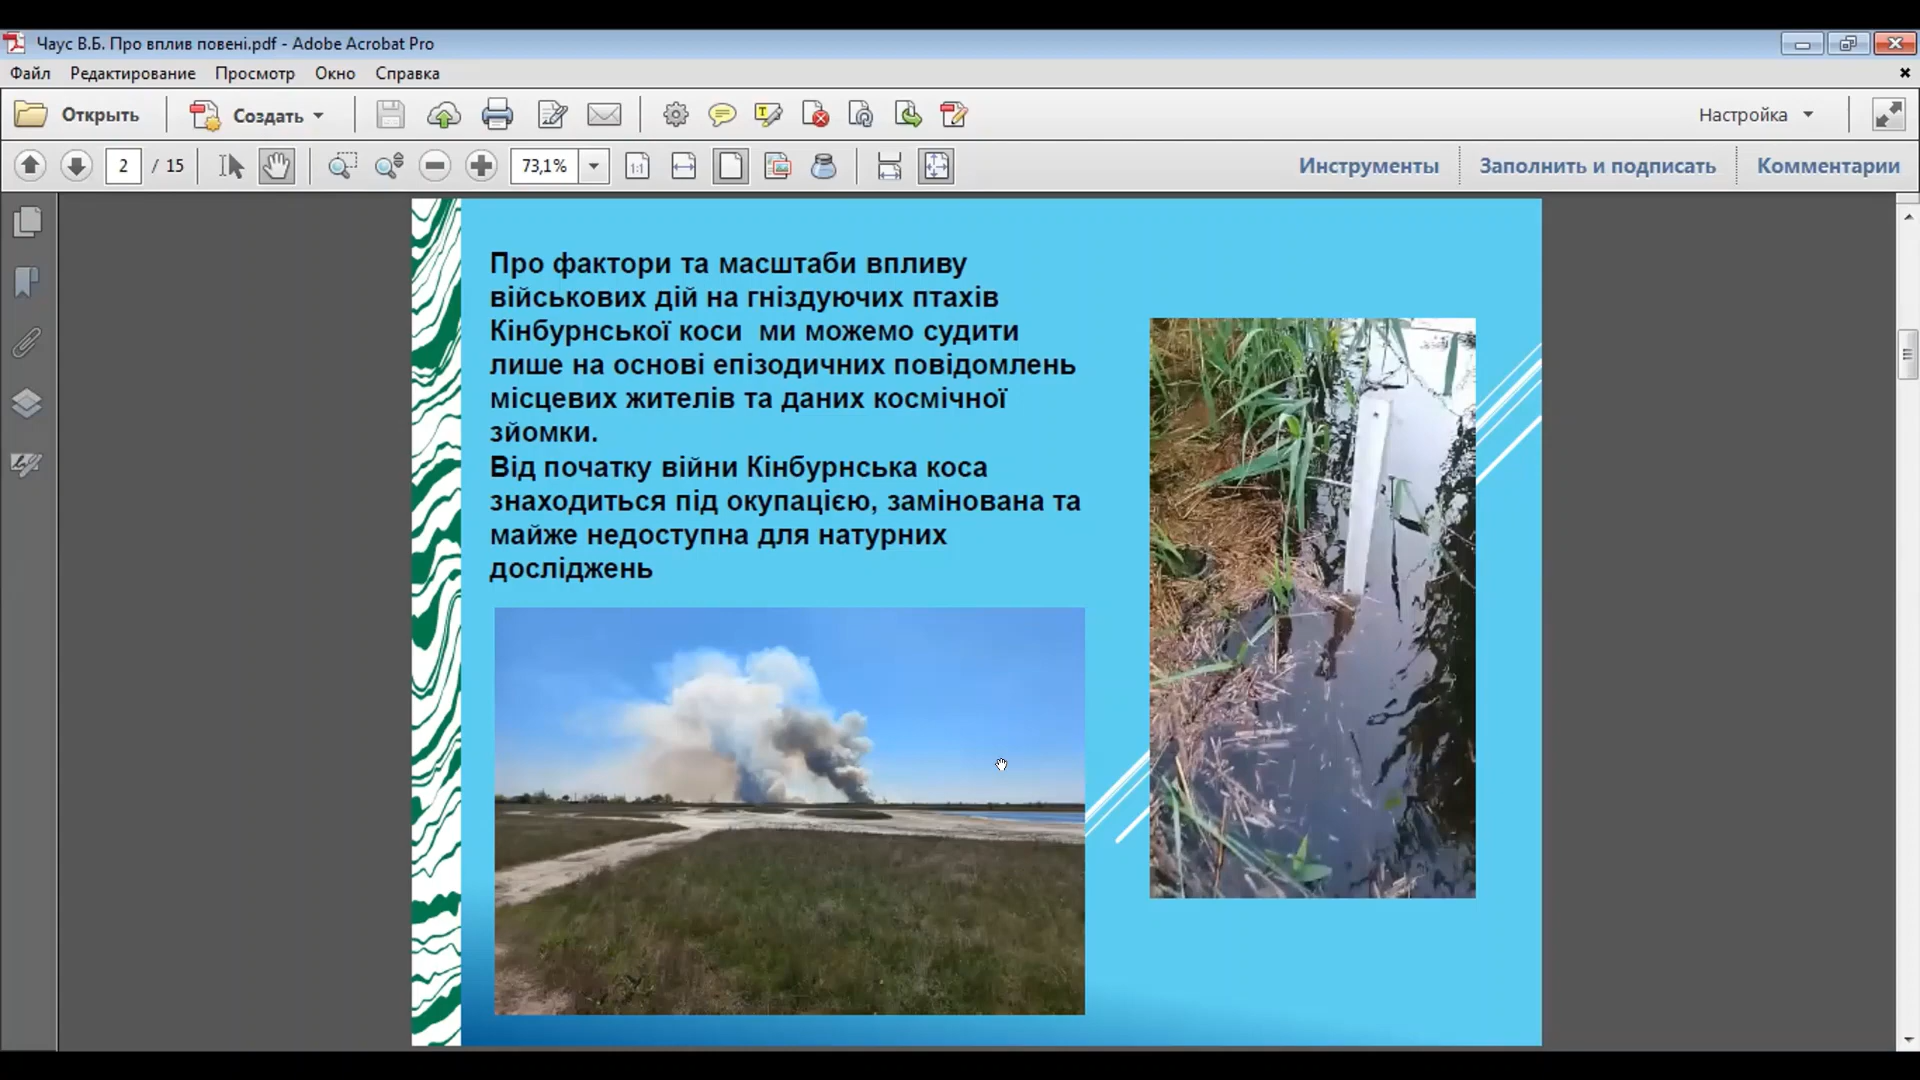 Чаус В.Б. Про вплив повені.pdf - Adobe Acrobat Pro
Файл Редактирование Просмотр Окно Справка
Открыть Создать Настройка
2 / 15 73,1% Инструменты Заполнить и подписать Комментарии
Про фактори та масштаби впливу
військових дій на гніздуючих птахів
Кінбурнської коси ми можемо судити
лише на основі епізодичних повідомлень
місцевих жителів та даних космічної
зйомки.
Від початку війни Кінбурнська коса
знаходиться під окупацією, замінована та
майже недоступна для натурних
досліджень